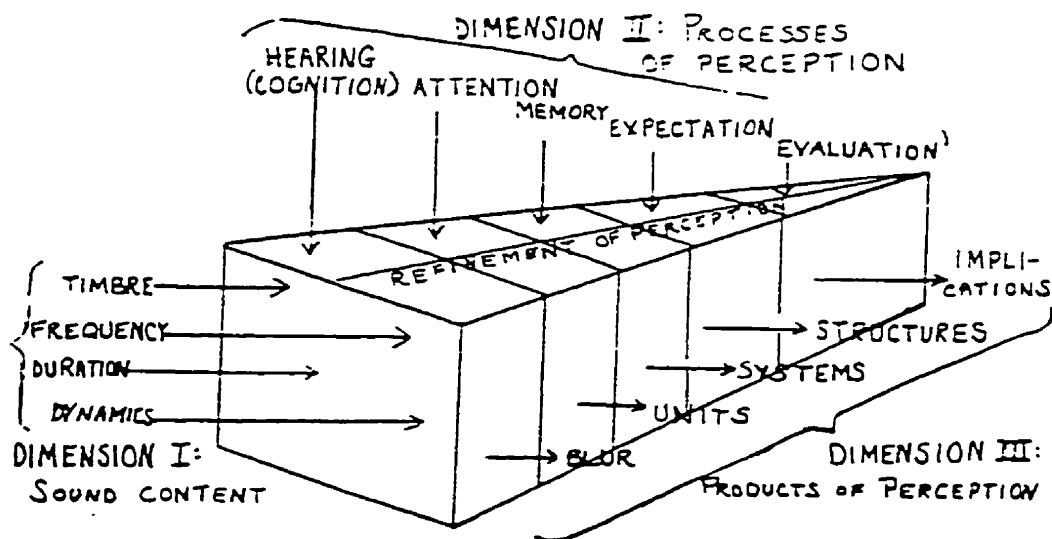 DIMENSION II: PROCESSES
OF PERCEPTION
HEARING
(COGNITION) ATTENTION
MEMORY
EXPECTATION
EVALUATION)
REFINEMENT OF PERCEPTION
TIMBRE
FREQUENCY
DURATION
DYNAMICS
DIMENSION I:
SOUND CONTENT
IMPLI-
CATIONS
STRUCTURES
SYSTEMS
UNITS
BLUR
DIMENSION III:
PRODUCTS OF PERCEPTION